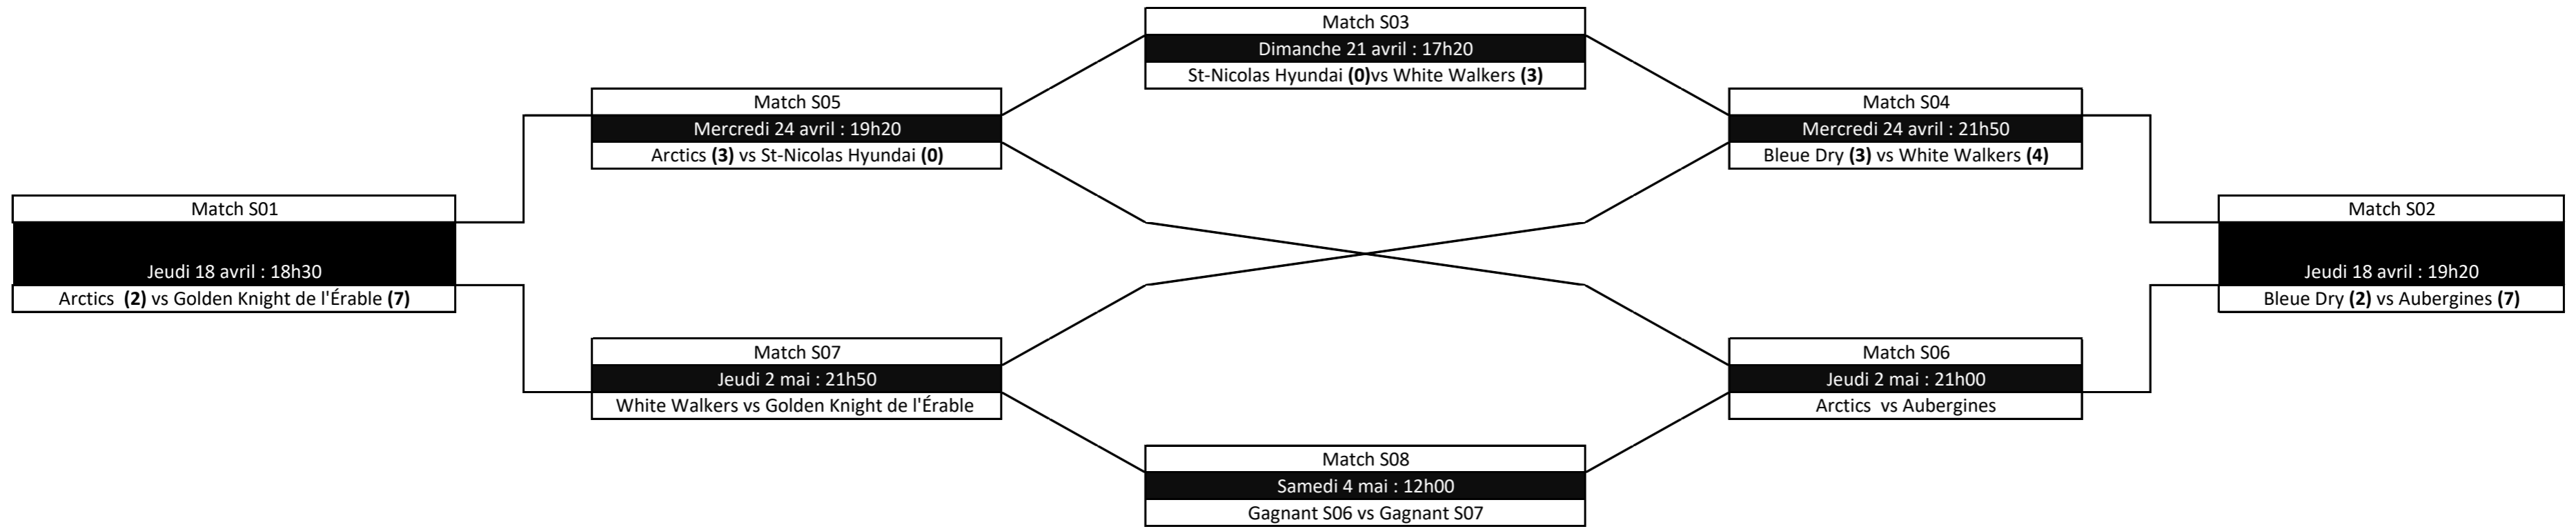 Match S03
Dimanche 21 avril : 17h20
St-Nicolas Hyundai (0)vs White Walkers (3)
Match S05
Mercredi 24 avril : 19h20
Arctics (3) vs St-Nicolas Hyundai (0)
Match S04
Mercredi 24 avril : 21h50
Bleue Dry (3) vs White Walkers (4)
Match S01
Jeudi 18 avril : 18h30
Arctics (2) vs Golden Knight de l'Érable (7)
Match S02
Jeudi 18 avril : 19h20
Bleue Dry (2) vs Aubergines (7)
Match S07
Jeudi 2 mai : 21h50
White Walkers vs Golden Knight de l'Érable
Match S06
Jeudi 2 mai : 21h00
Arctics vs Aubergines
Match S08
Samedi 4 mai : 12h00
Gagnant S06 vs Gagnant S07